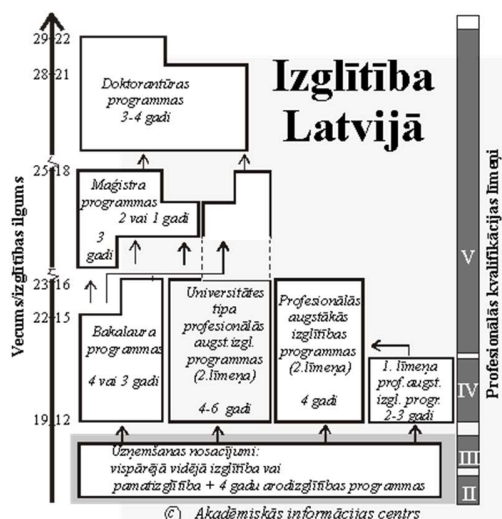 Izglītība
Latvijā
Vecums/izglītības ilgums
29 22
28 21
25 18
23 16
22 15
19 12
Doktorantūras
programmas
3-4 gadi
Maģistra
programmas
2 vai 1 gadi
3
gadi
Bakalaura
programmas
4 vai 3 gadi
Universitātes
tipa
profesionālās
augst.izgl.
programmas
(2.līmeņa)
4-6 gadi
Profesionālās
augstākās
izglītības
programmas
(2.līmeņa)
4 gadi
1. līmeņa
prof.augst.
izgl. progr.
2-3 gadi
Uzņemšanas nosacījumi:
vispārējā vidējā izglītība vai
pamatizglītība + 4 gadu arodizglītības programmas
Profesionālās kvalifikācijas līmeņi
V
IV
III
II
© Akadēmiskās informācijas centrs